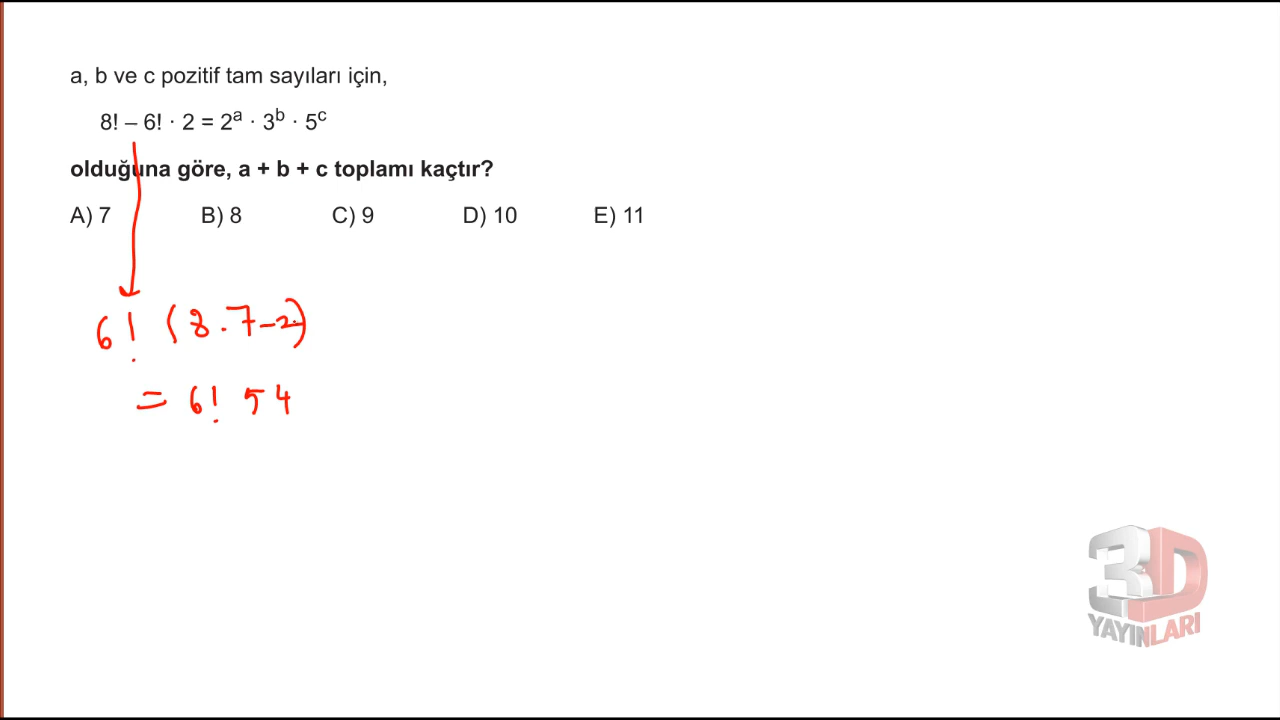 a, b ve c pozitif tam sayıları için,
8! – 6! · 2 = 2ᵃ · 3ᵇ · 5ᶜ
olduğuna göre, a + b + c toplamı kaçtır?
A) 7 B) 8 C) 9 D) 10 E) 11
6! (8.7-2)
= 6! 54
3D
YAYINLARI